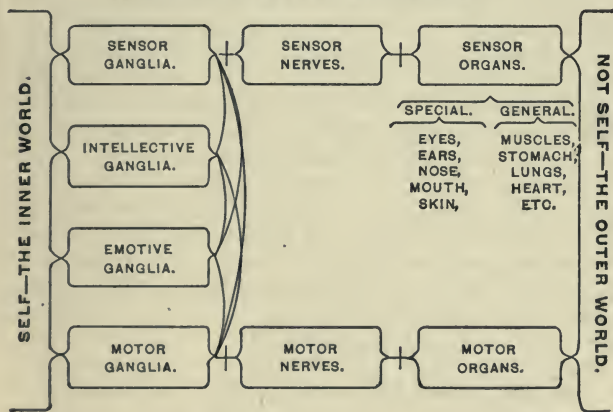 SELF—THE INNER WORLD.
SENSOR
GANGLIA.
SENSOR
NERVES.
SENSOR
ORGANS.
SPECIAL.
EYES,
EARS,
NOSE,
MOUTH,
SKIN,
GENERAL.
MUSCLES,
STOMACH,
LUNGS,
HEART,
ETC.
INTELLECTIVE
GANGLIA.
EMOTIVE
GANGLIA.
MOTOR
GANGLIA.
MOTOR
NERVES.
MOTOR
ORGANS.
NOT SELF—THE OUTER WORLD.